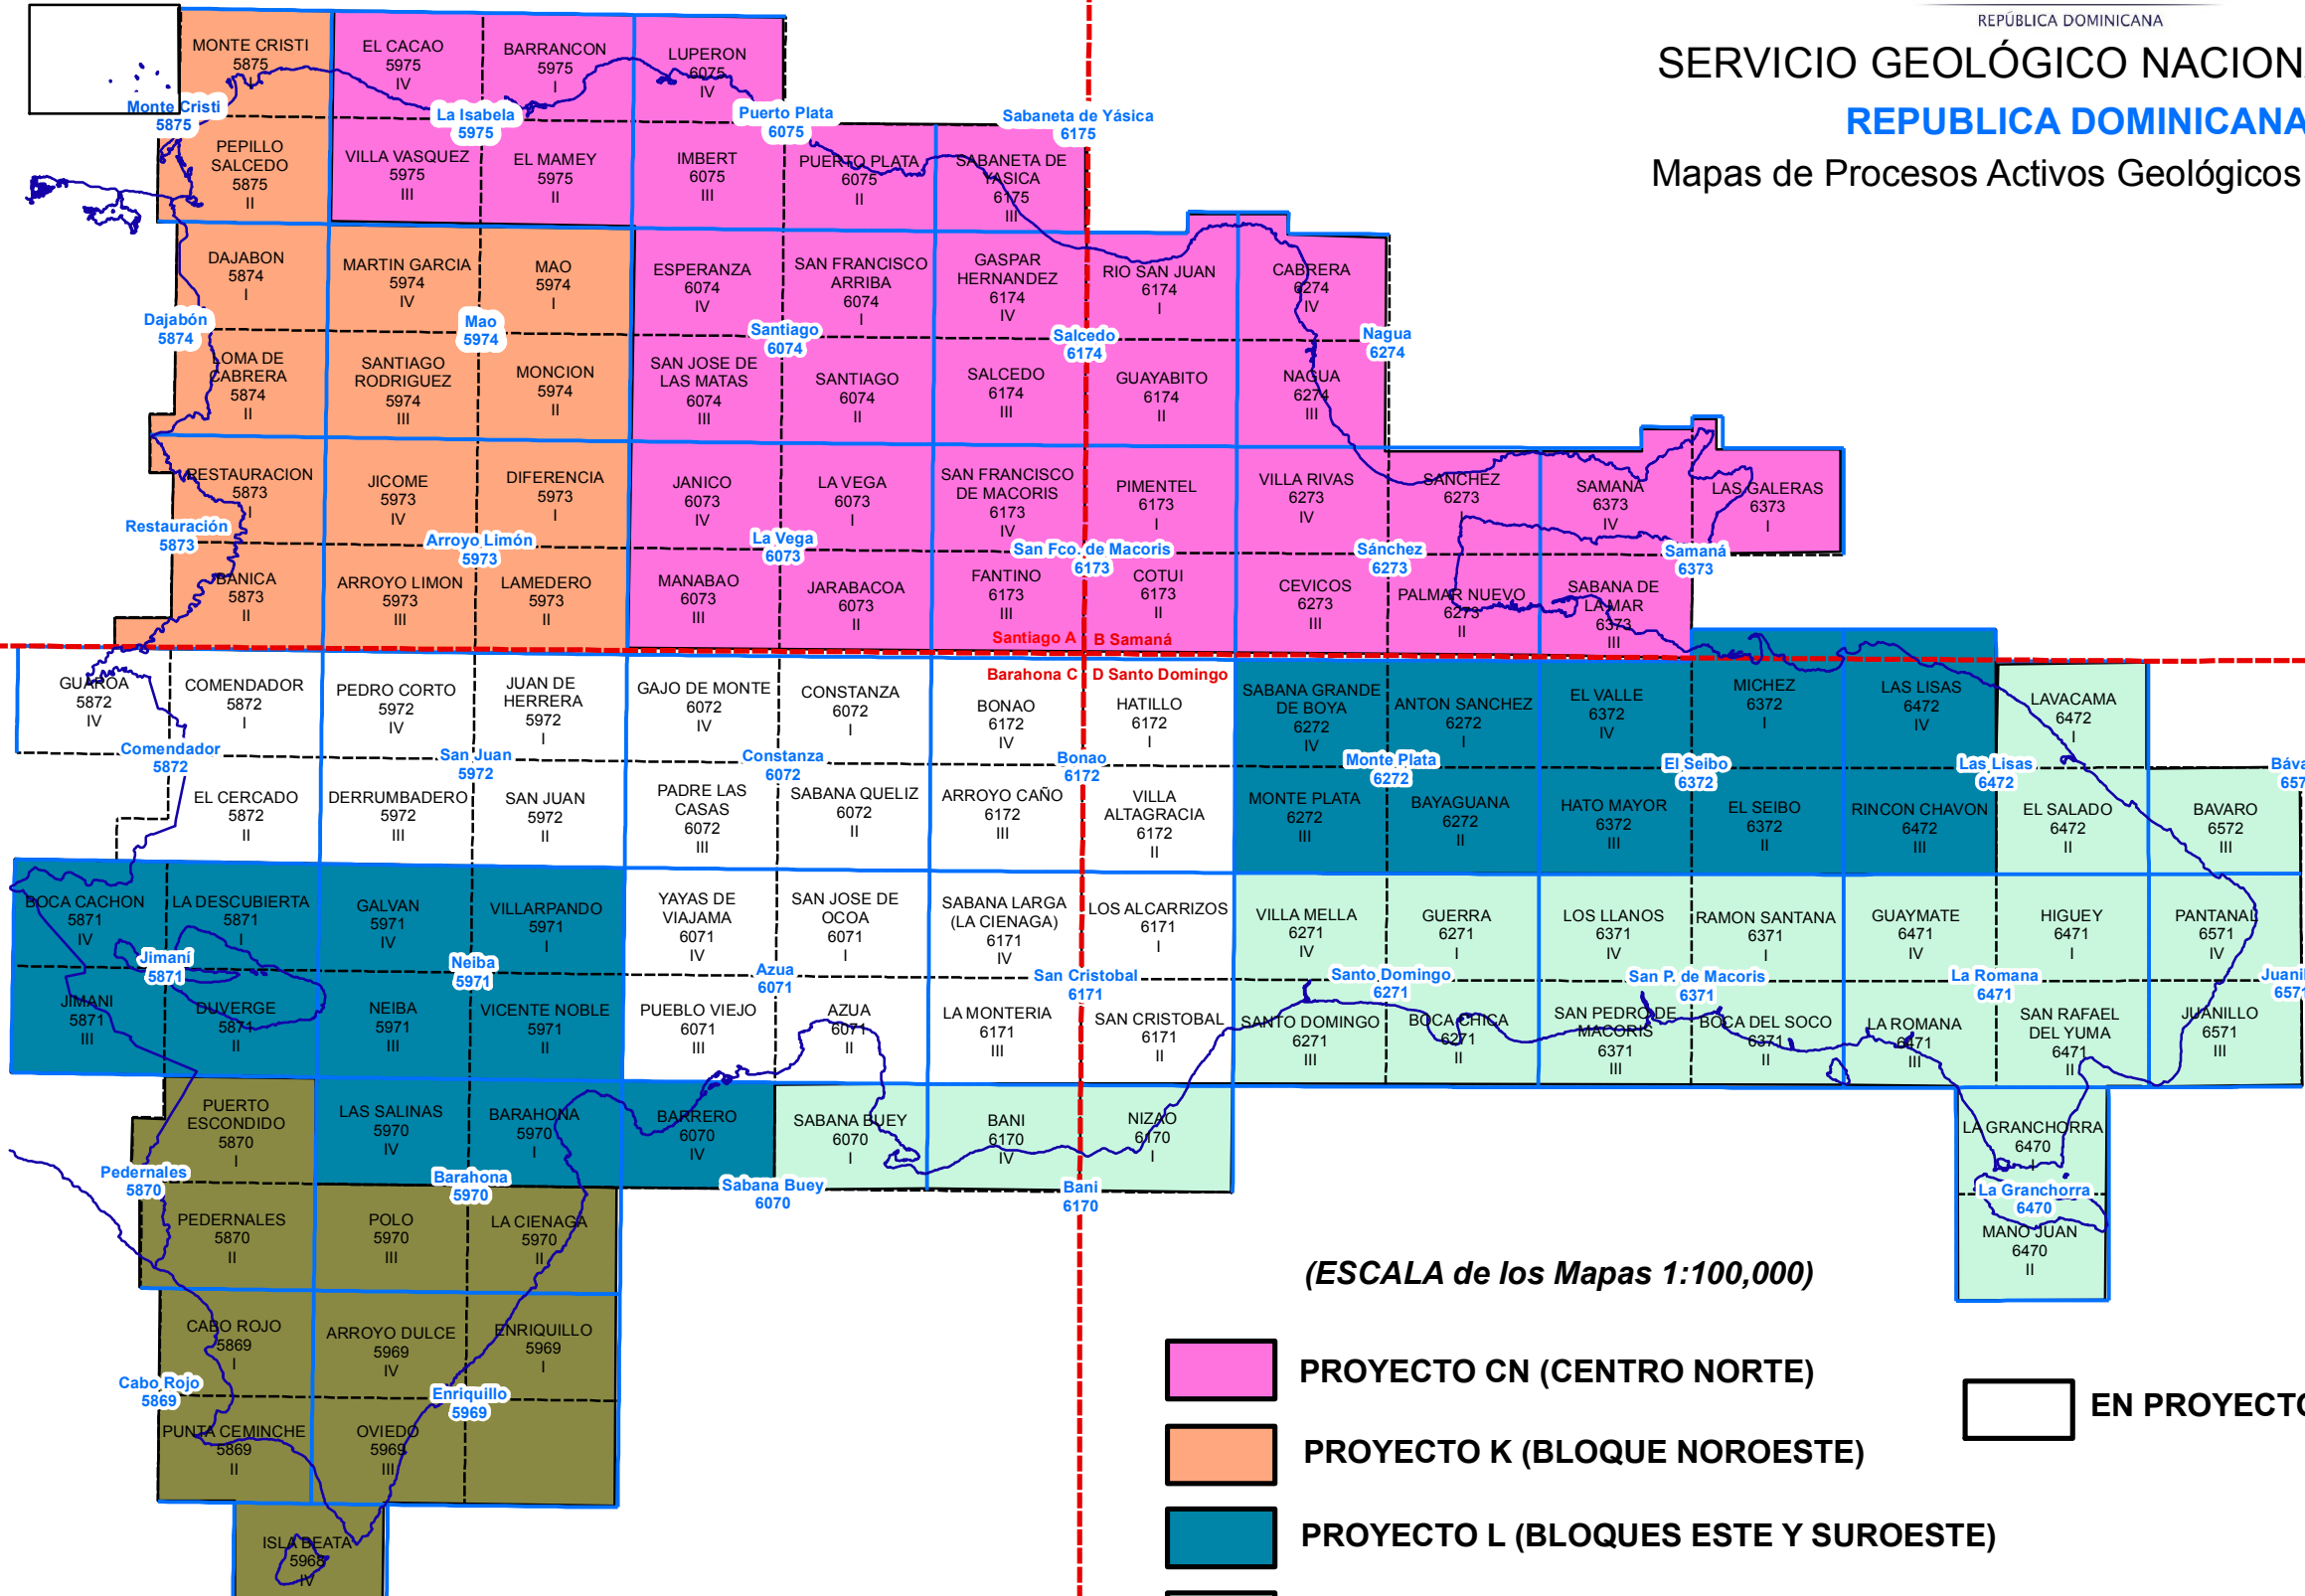 REPÚBLICA DOMINICANA
SERVICIO GEOLÓGICO NACION
REPUBLICA DOMINICANA
Mapas de Procesos Activos Geológicos
MONTE CRISTI
5875
I
EL CACAO
5975
IV
BARRANCON
5975
I
LUPERON
6075
IV
Monte Cristi
5875
La Isabela
5975
Puerto Plata
6075
Sabaneta de Yásica
6175
PEPILLO
SALCEDO
5875
II
VILLA VASQUEZ
5975
III
EL MAMEY
5975
II
IMBERT
6075
III
PUERTO PLATA
6075
II
SABANETA DE
YASICA
6175
III
DAJABON
5874
I
MARTIN GARCIA
5974
IV
MAO
5974
I
ESPERANZA
6074
IV
SAN FRANCISCO
ARRIBA
6074
I
GASPAR
HERNANDEZ
6174
IV
RIO SAN JUAN
6174
I
CABRERA
6274
IV
Dajabón
5874
Mao
5974
Santiago
6074
Salcedo
6174
Nagua
6274
LOMA DE
CABRERA
5874
II
SANTIAGO
RODRIGUEZ
5974
III
MONCION
5974
II
SAN JOSE DE
LAS MATAS
6074
III
SANTIAGO
6074
II
SALCEDO
6174
III
GUAYABITO
6174
II
NAGUA
6274
III
RESTAURACION
5873
I
JICOME
5973
IV
DIFERENCIA
5973
I
JANICO
6073
IV
LA VEGA
6073
I
SAN FRANCISCO
DE MACORIS
6173
IV
PIMENTEL
6173
I
VILLA RIVAS
6273
IV
SANCHEZ
6273
I
SAMANA
6373
IV
LAS GALERAS
6373
I
Restauración
5873
Arroyo Limón
5973
La Vega
6073
San Fco. de Macoris
6173
Sánchez
6273
Samaná
6373
BANICA
5873
II
ARROYO LIMON
5973
III
LAMEDERO
5973
II
MANABAO
6073
III
JARABACOA
6073
II
FANTINO
6173
III
COTUI
6173
II
CEVICOS
6273
III
PALMAR NUEVO
6273
II
SABANA DE
LA MAR
6373
III
Santiago A
B Samaná
Barahona C
D Santo Domingo
GUAROA
5872
IV
COMENDADOR
5872
I
PEDRO CORTO
5972
IV
JUAN DE
HERRERA
5972
I
GAJO DE MONTE
6072
IV
CONSTANZA
6072
I
BONAO
6172
IV
HATILLO
6172
I
SABANA GRANDE
DE BOYA
6272
IV
ANTON SANCHEZ
6272
I
EL VALLE
6372
IV
MICHEZ
6372
I
LAS LISAS
6472
IV
LAVACAMA
6472
I
Comendador
5872
San Juan
5972
Constanza
6072
Bonao
6172
Monte Plata
6272
El Seibo
6372
Las Lisas
6472
Báva
657
EL CERCADO
5872
II
DERRUMBADERO
5972
III
SAN JUAN
5972
II
PADRE LAS
CASAS
6072
III
SABANA QUELIZ
6072
II
ARROYO CAÑO
6172
III
VILLA
ALTAGRACIA
6172
II
MONTE PLATA
6272
III
BAYAGUANA
6272
II
HATO MAYOR
6372
III
EL SEIBO
6372
II
RINCON CHAVON
6472
III
EL SALADO
6472
II
BAVARO
6572
III
BOCA CACHON
5871
IV
LA DESCUBIERTA
5871
I
GALVAN
5971
IV
VILLARPANDO
5971
I
YAYAS DE
VIAJAMA
6071
IV
SAN JOSE DE
OCOA
6071
I
SABANA LARGA
(LA CIENAGA)
6171
IV
LOS ALCARRIZOS
6171
I
VILLA MELLA
6271
IV
GUERRA
6271
I
LOS LLANOS
6371
IV
RAMON SANTANA
6371
I
GUAYMATE
6471
IV
HIGUEY
6471
I
PANTANAL
6571
IV
Jimaní
5871
Neiba
5971
Azua
6071
San Cristobal
6171
Santo Domingo
6271
San P. de Macoris
6371
La Romana
6471
Juanil
6571
JIMANI
5871
III
DUVERGE
5871
II
NEIBA
5971
III
VICENTE NOBLE
5971
II
PUEBLO VIEJO
6071
III
AZUA
6071
II
LA MONTERIA
6171
III
SAN CRISTOBAL
6171
II
SANTO DOMINGO
6271
III
BOCA CHICA
6271
II
SAN PEDRO DE
MACORIS
6371
III
BOCA DEL SOCO
6371
II
LA ROMANA
6471
III
SAN RAFAEL
DEL YUMA
6471
II
JUANILLO
6571
III
PUERTO
ESCONDIDO
5870
I
LAS SALINAS
5970
IV
BARAHONA
5970
I
BARRERO
6070
IV
SABANA BUEY
6070
I
BANI
6170
IV
NIZAO
6170
I
LA GRANCHORRA
6470
I
Pedernales
5870
Barahona
5970
Sabana Buey
6070
Bani
6170
La Granchorra
6470
PEDERNALES
5870
II
POLO
5970
III
LA CIENAGA
5970
II
MANO JUAN
6470
II
(ESCALA de los Mapas 1:100,000)
CABO ROJO
5869
I
ARROYO DULCE
5969
IV
ENRIQUILLO
5969
I
Cabo Rojo
5869
Enriquillo
5969
PUNTA CEMINCHE
5869
II
OVIEDO
5969
III
ISLA BEATA
5968
IV
PROYECTO CN (CENTRO NORTE)
EN PROYECTO
PROYECTO K (BLOQUE NOROESTE)
PROYECTO L (BLOQUES ESTE Y SUROESTE)